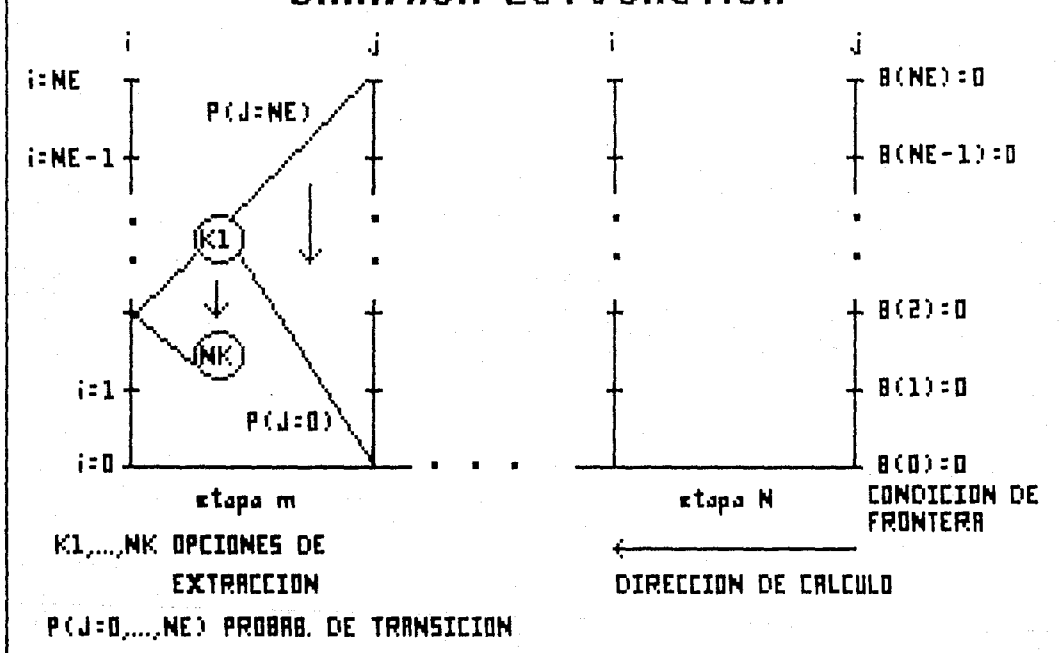 i j i j
i=NE B(NE)=0
P(J=NE)
i=NE-1 B(NE-1)=0
K1
B(2)=0
NK
i=1 B(1)=0
P(J=0)
i=0 B(0)=0
etapa m etapa N CONDICION DE
FRONTERA
K1,...,NK OPCIONES DE
EXTRACCION DIRECCION DE CALCULO
P(J=0,...,NE) PROBAB. DE TRANSICION